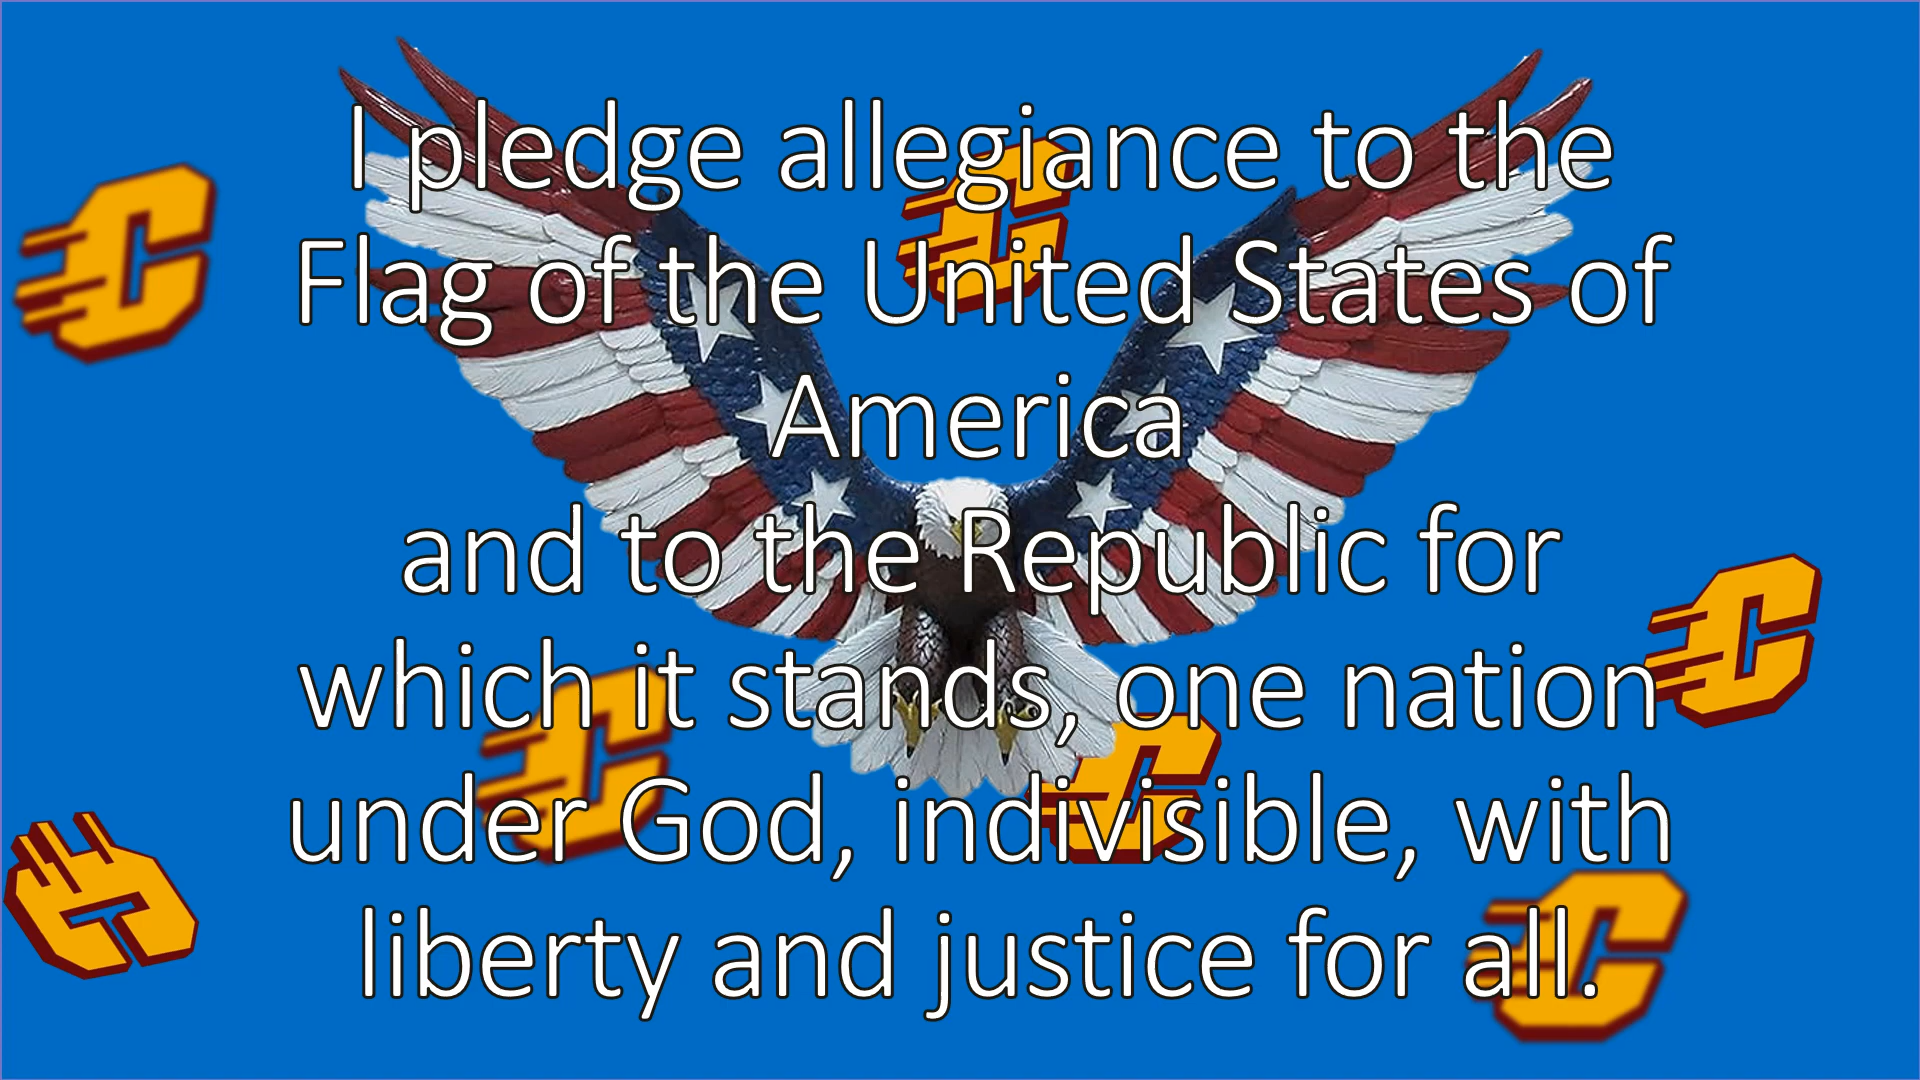 I pledge allegiance to the
Flag of the United States of
America
and to the Republic for
which it stands, one nation
under God, indivisible, with
liberty and justice for all.